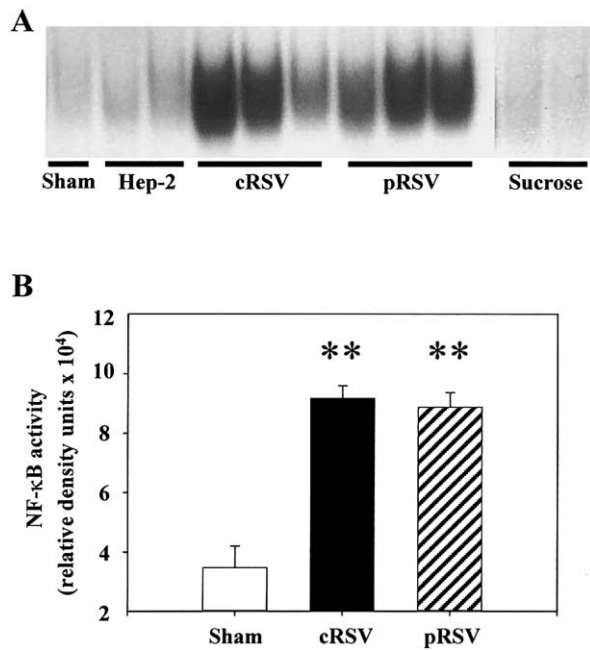 A
Sham Hep-2 cRSV pRSV Sucrose
B
NF-κB activity
(relative density units x 10⁴)
12
10
8
6
4
2
** **
Sham cRSV pRSV